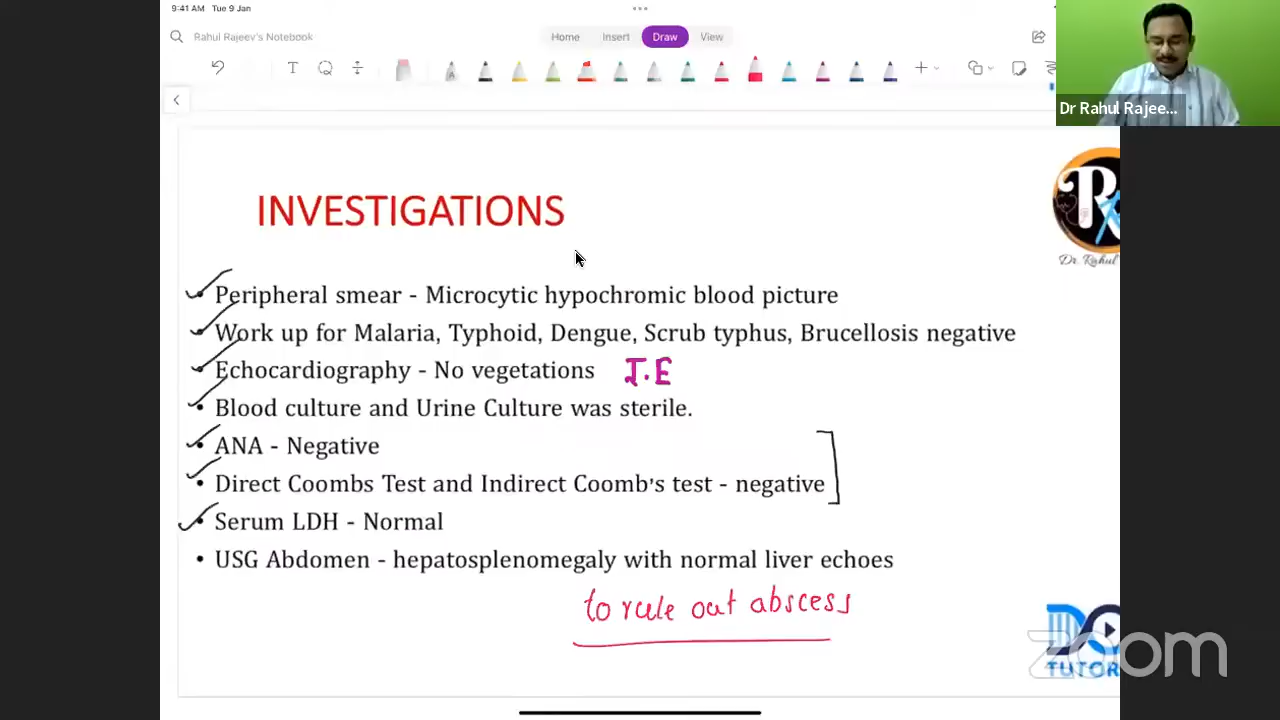 9:41 AM Tue 9 Jan
Rahul Rajeev's Notebook
Home Insert Draw View
Dr Rahul Rajee...
INVESTIGATIONS
Dr. Rahul
• Peripheral smear - Microcytic hypochromic blood picture
• Work up for Malaria, Typhoid, Dengue, Scrub typhus, Brucellosis negative
• Echocardiography - No vegetations I.E
• Blood culture and Urine Culture was sterile.
• ANA - Negative
• Direct Coombs Test and Indirect Coomb's test - negative
• Serum LDH - Normal
• USG Abdomen - hepatosplenomegaly with normal liver echoes
to rule out abscess
zoom
TUTOR